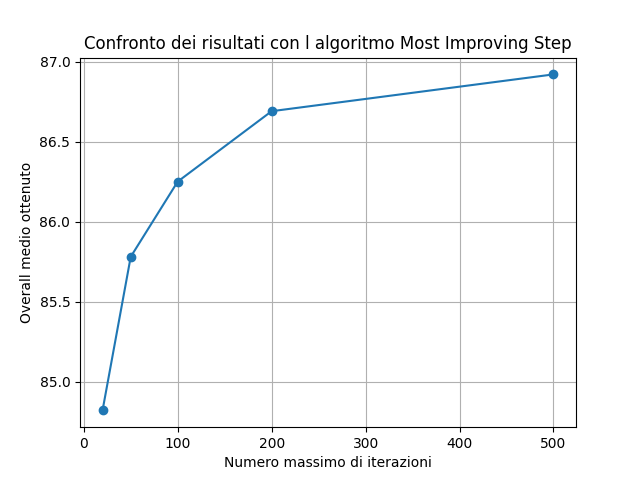 Confronto dei risultati con l algoritmo Most Improving Step
87.0
86.5
86.0
85.5
85.0
Overall medio ottenuto
0 100 200 300 400 500
Numero massimo di iterazioni